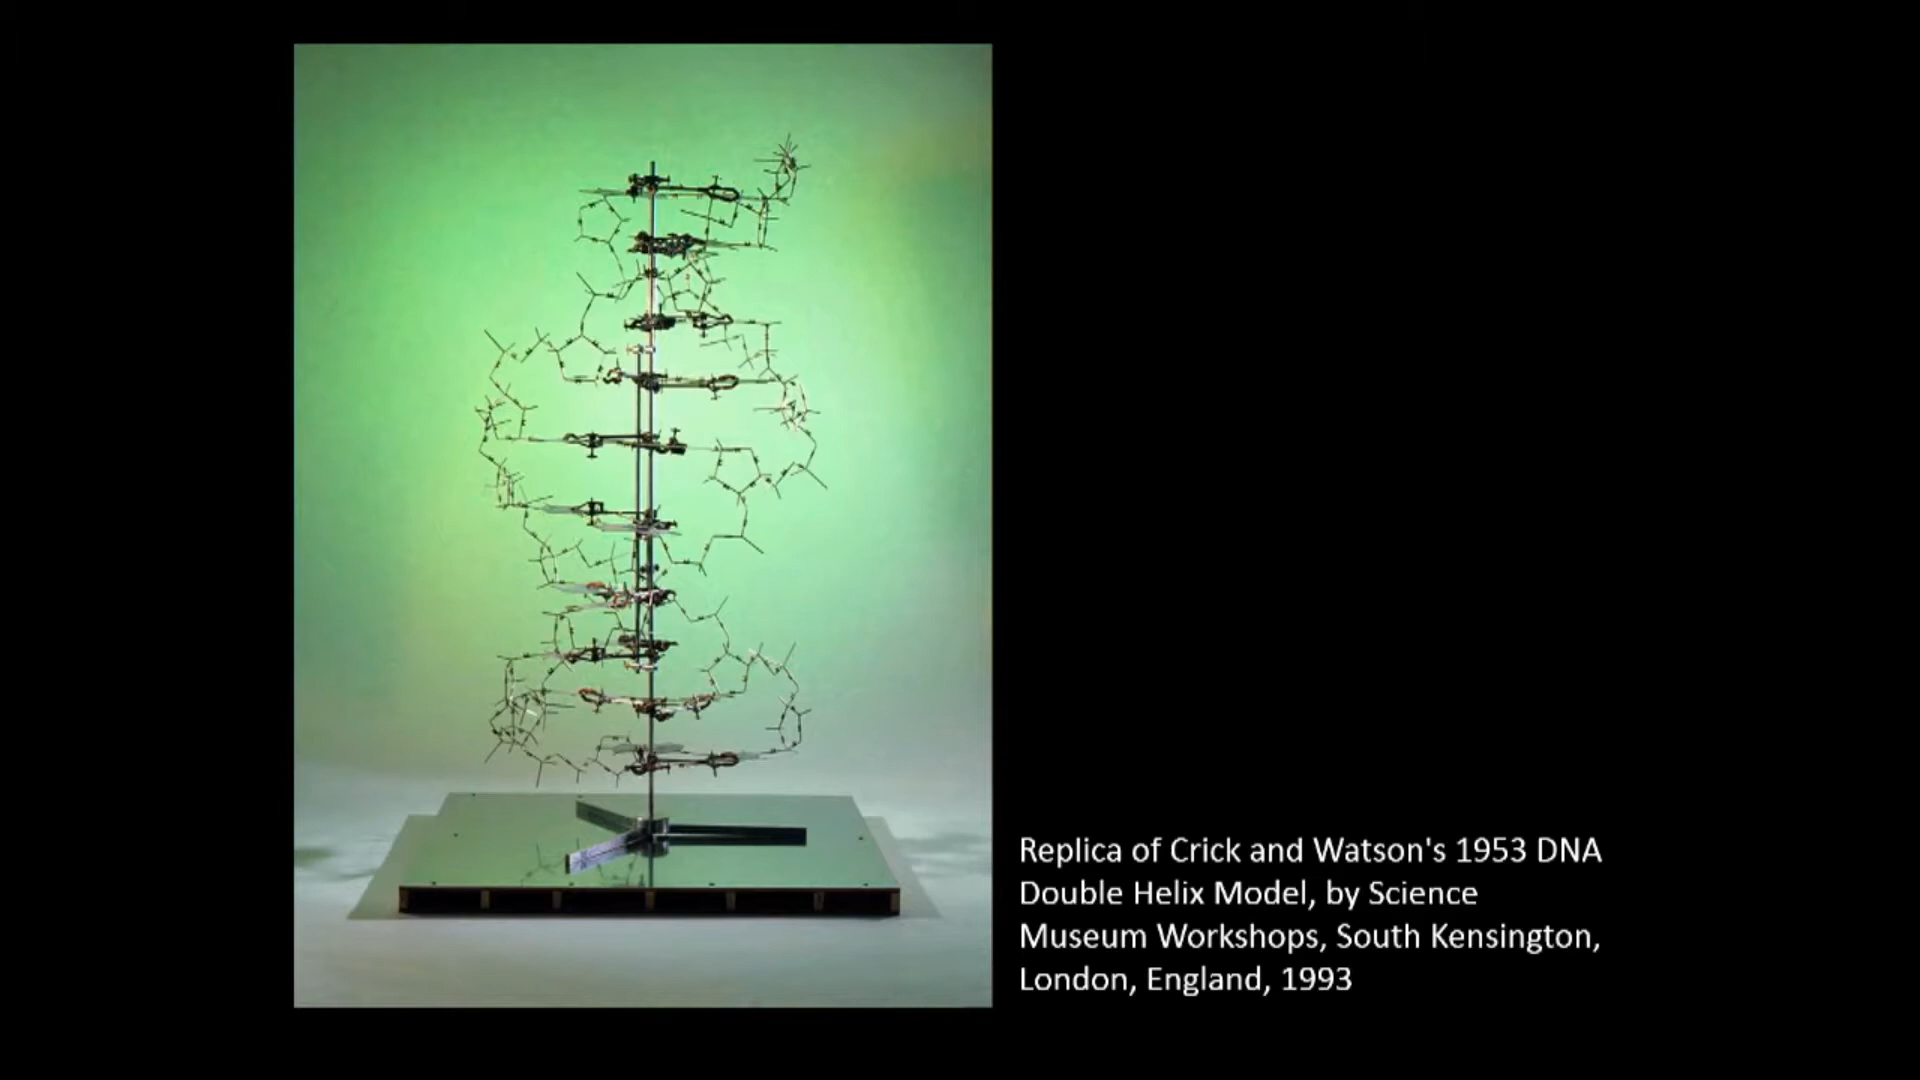 Replica of Crick and Watson's 1953 DNA
Double Helix Model, by Science
Museum Workshops, South Kensington,
London, England, 1993